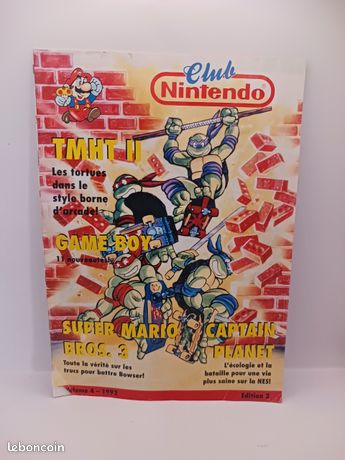 Club
Nintendo
TMHT II
Les tortues
dans le
style borne
d'arcade!
GAME BOY
11 nouveautés!
SUPER MARIO
BROS. 3
Toute la vérité sur les
trucs pour battre Bowser!
CAPTAIN
PLANET
L'écologie et la
bataille pour une vie
plus saine sur la NES!
Volume 4 - 1992
Edition 2
leboncoin